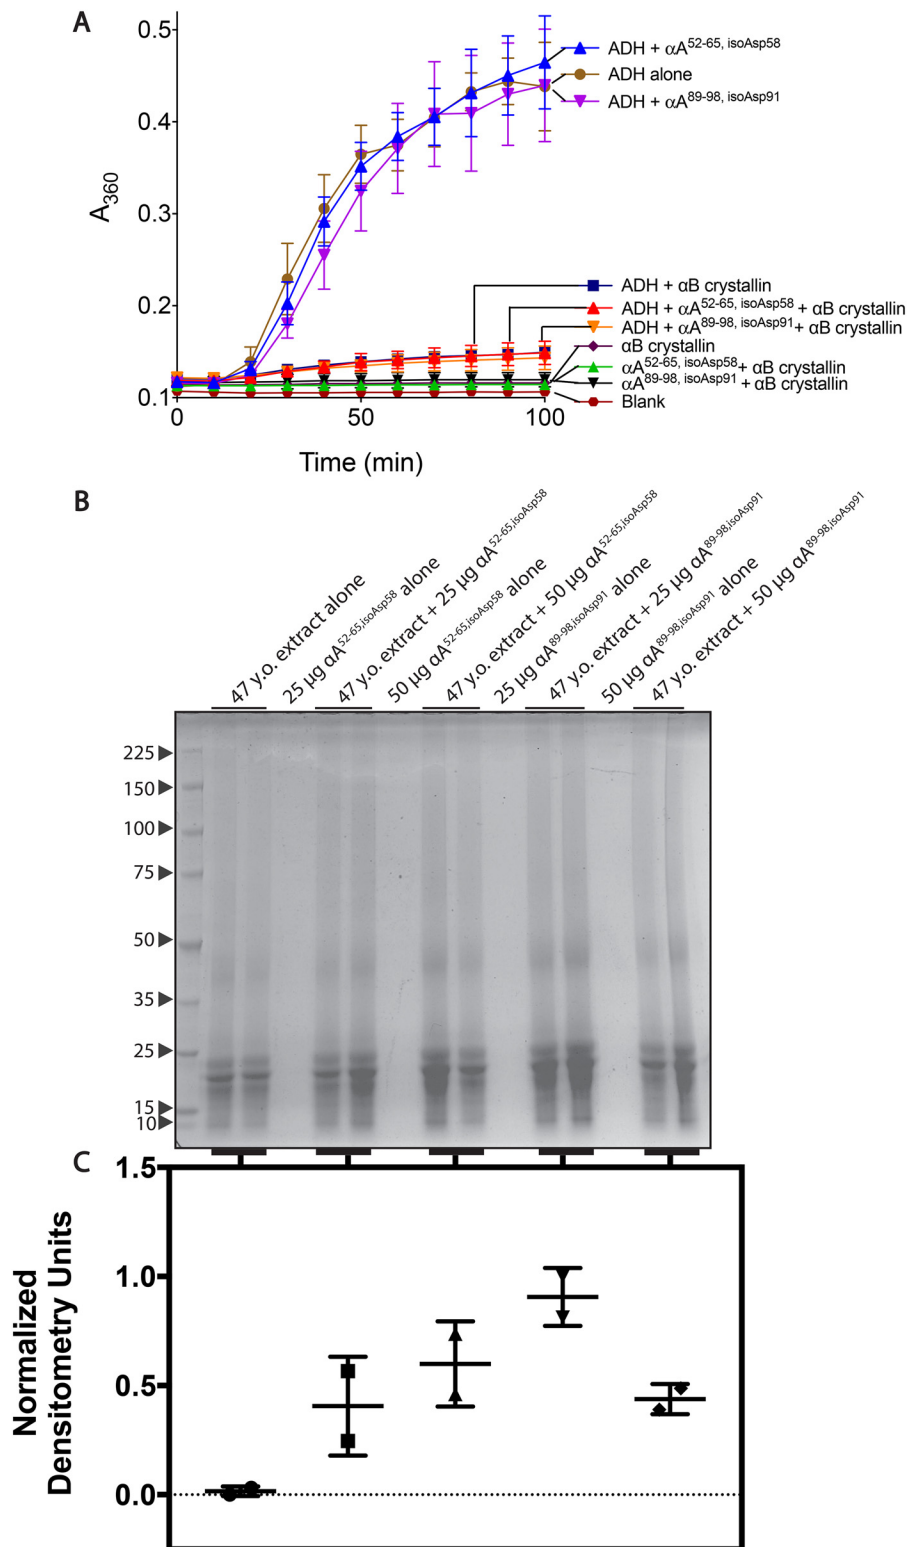 A
0.5
0.4
0.3
0.2
0.1
A360
0
50
100
Time (min)
ADH + αA52-65, isoAsp58
ADH alone
ADH + αA89-98, isoAsp91
ADH + αB crystallin
ADH + αA52-65, isoAsp58 + αB crystallin
ADH + αA89-98, isoAsp91+ αB crystallin
αB crystallin
αA52-65, isoAsp58+ αB crystallin
αA89-98, isoAsp91 + αB crystallin
Blank
B
47 y.o. extract alone
25 μg αA52-65,isoAsp58 alone
47 y.o. extract + 25 μg αA52-65,isoAsp58
50 μg αA52-65,isoAsp58 alone
47 y.o. extract + 50 μg αA52-65,isoAsp58
25 μg αA89-98,isoAsp91 alone
47 y.o. extract + 25 μg αA89-98,isoAsp91
50 μg αA89-98,isoAsp91 alone
47 y.o. extract + 50 μg αA89-98,isoAsp91
225
150
100
75
50
35
25
15
10
C
1.5
1.0
0.5
0.0
Normalized
Densitometry Units